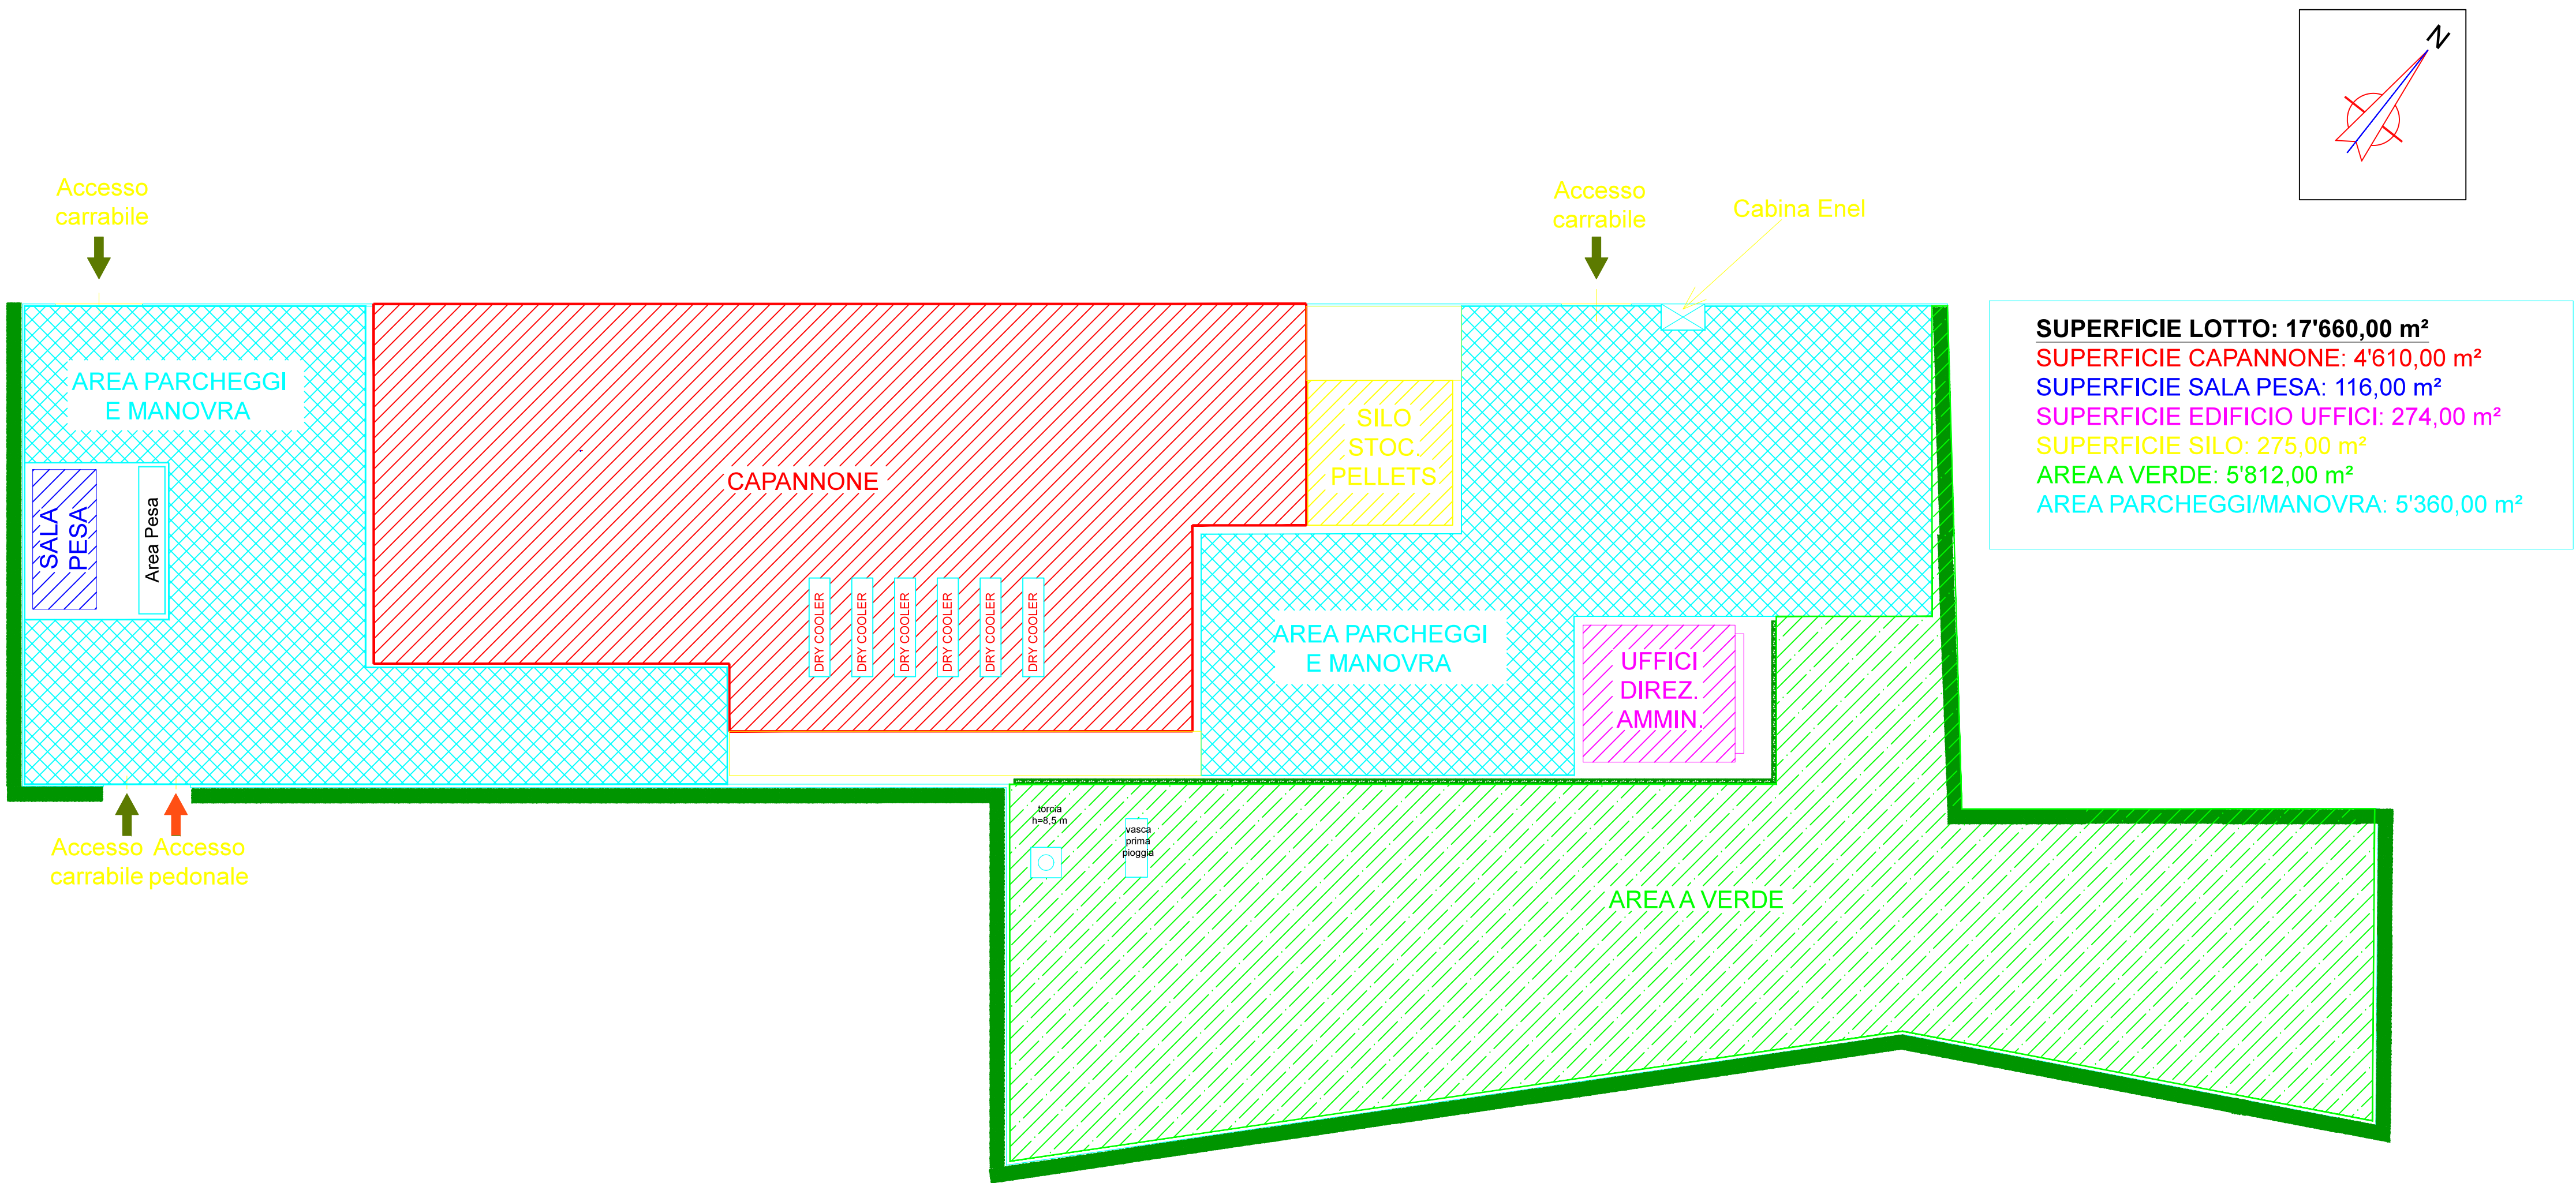 N
Accesso
carrabile
Accesso
carrabile
Cabina Enel
SUPERFICIE LOTTO: 17'660,00 m²
SUPERFICIE CAPANNONE: 4'610,00 m²
SUPERFICIE SALA PESA: 116,00 m²
SUPERFICIE EDIFICIO UFFICI: 274,00 m²
SUPERFICIE SILO: 275,00 m²
AREA A VERDE: 5'812,00 m²
AREA PARCHEGGI/MANOVRA: 5'360,00 m²
AREA PARCHEGGI
E MANOVRA
SALA
PESA
Area Pesa
CAPANNONE
SILO
STOC.
PELLETS
DRY COOLER
DRY COOLER
DRY COOLER
DRY COOLER
DRY COOLER
DRY COOLER
AREA PARCHEGGI
E MANOVRA
UFFICI
DIREZ.
AMMIN.
Accesso
carrabile
Accesso
pedonale
torcia
h=8,5 m
vasca
prima
pioggia
AREA A VERDE